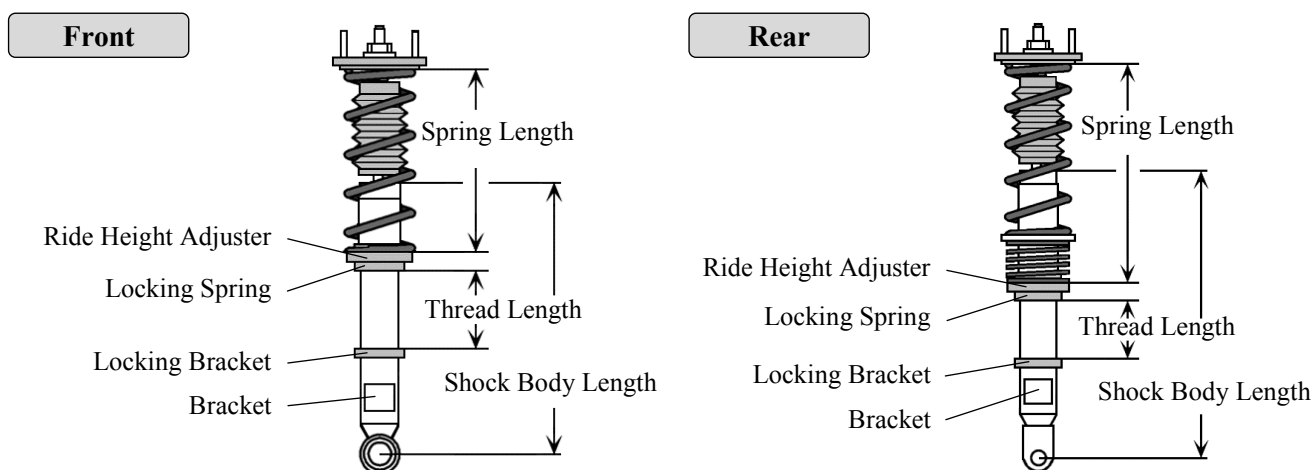 Front
Spring Length
Ride Height Adjuster
Locking Spring
Thread Length
Locking Bracket
Shock Body Length
Bracket
Rear
Spring Length
Ride Height Adjuster
Locking Spring
Thread Length
Locking Bracket
Shock Body Length
Bracket